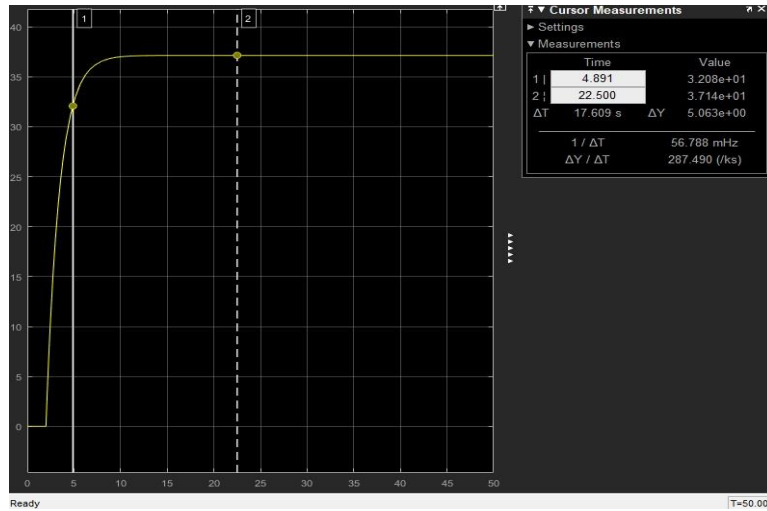 1
2
40
35
30
25
20
15
10
5
0
0 5 10 15 20 25 30 35 40 45 50
▼ Cursor Measurements
► Settings
▼ Measurements
Time Value
1 | 4.891 3.208e+01
2 ¦ 22.500 3.714e+01
ΔT 17.609 s ΔY 5.063e+00
1 / ΔT 56.788 mHz
ΔY / ΔT 287.490 (/ks)
Ready T=50.00